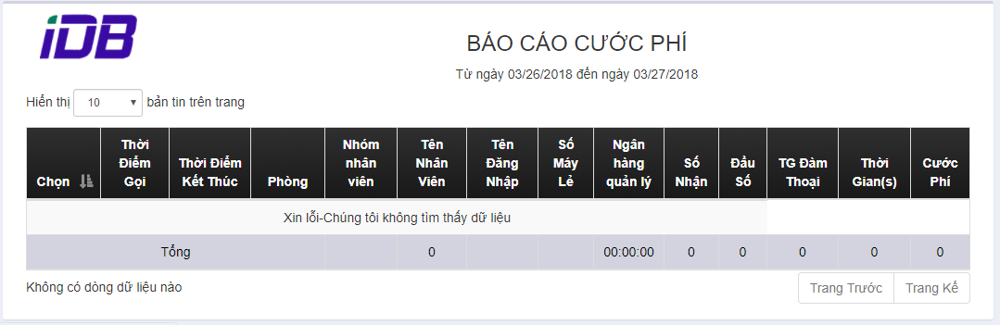 iDB
BÁO CÁO CƯỚC PHÍ
Từ ngày 03/26/2018 đến ngày 03/27/2018
Hiển thị 10 bản tin trên trang
Chọn Thời Điểm Gọi Thời Điểm Kết Thúc Phòng Nhóm nhân viên Tên Nhân Viên Tên Đăng Nhập Số Máy Lẻ Ngân hàng quản lý Số Nhận Đầu Số TG Đàm Thoại Thời Gian(s) Cước Phí
Xin lỗi-Chúng tôi không tìm thấy dữ liệu
Tổng 0 00:00:00 0 0 0 0 0
Không có dòng dữ liệu nào Trang Trước Trang Kế